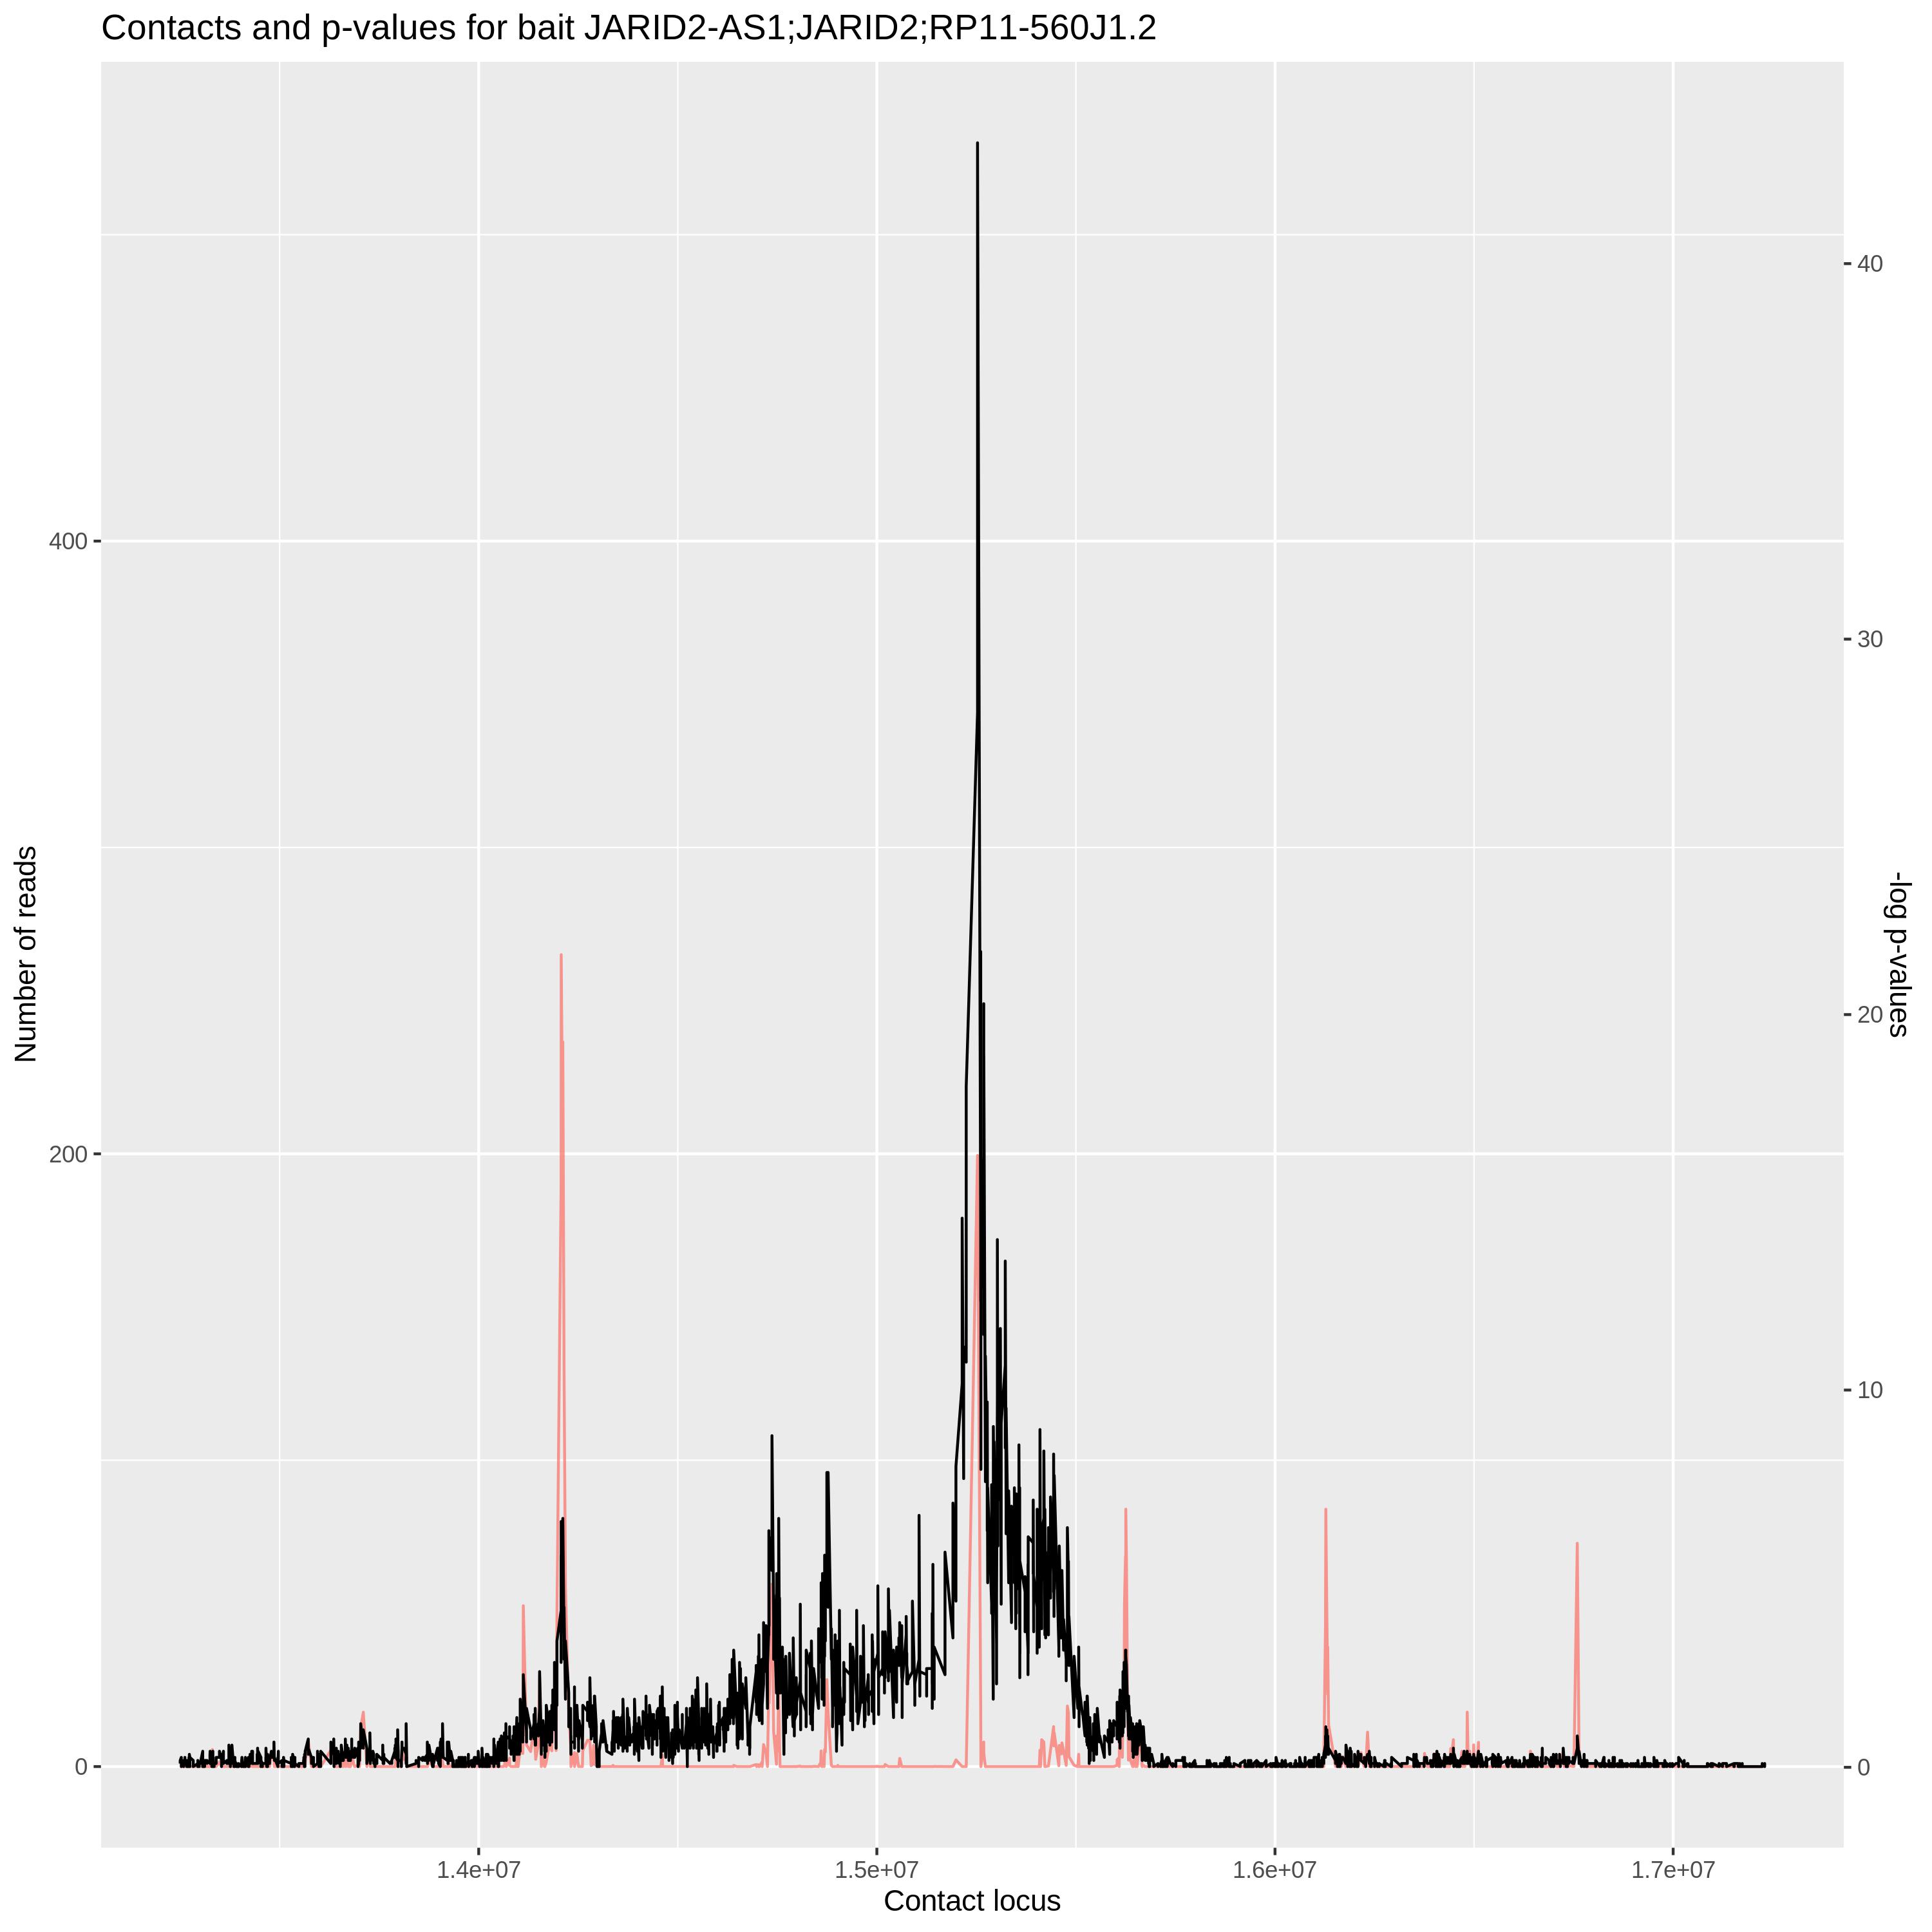 Contacts and p-values for bait JARID2-AS1;JARID2;RP11-560J1.2
Number of reads
400
200
0
40
30
20
10
0
-log p-values
1.4e+07 1.5e+07 1.6e+07 1.7e+07
Contact locus